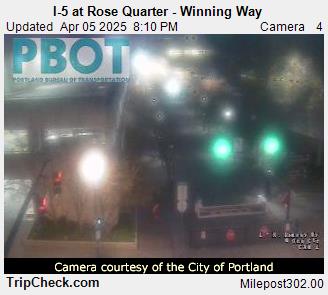 I-5 at Rose Quarter - Winning Way
Updated Apr 05 2025 8:10 PM Camera 4
PBOT
PORTLAND BUREAU OF TRANSPORTATION
Camera courtesy of the City of Portland
TripCheck.com Milepost302.00